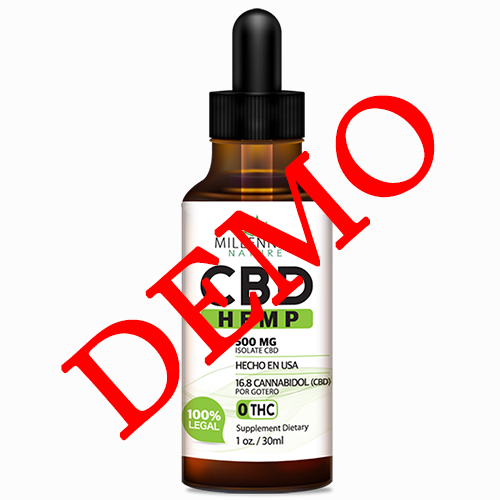 DEMO
NATURE
CBD
HEMP
500 MG
ISOLATE CBD
HECHO EN USA
16.8 CANNABIDOL (CBD)
POR GOTERO
0 THC
100%
LEGAL
Supplement Dietary
1 oz./ 30ml